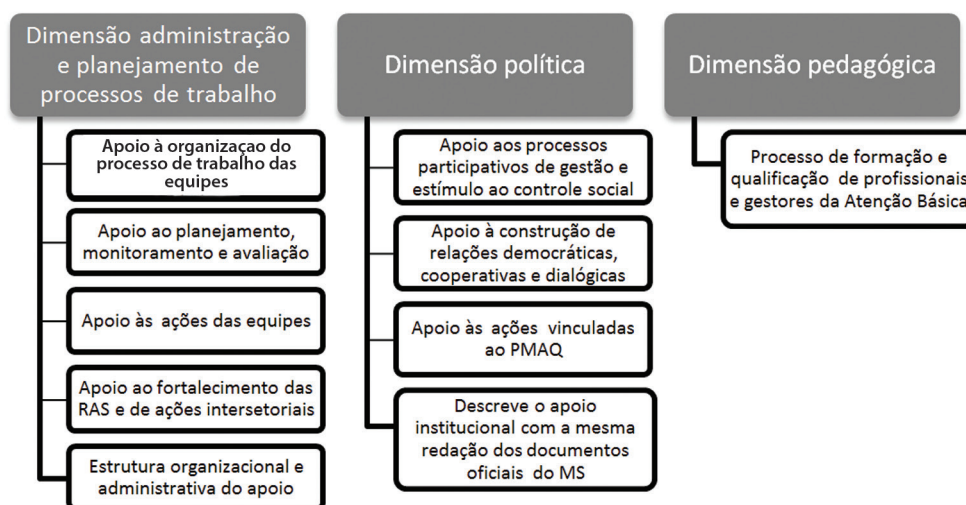 Dimensão administração
e planejamento de
processos de trabalho
Apoio à organizaçao do
processo de trabalho das
equipes
Apoio ao planejamento,
monitoramento e avaliação
Apoio às ações das equipes
Apoio ao fortalecimento das
RAS e de ações intersetoriais
Estrutura organizacional e
administrativa do apoio
Dimensão política
Apoio aos processos
participativos de gestão e
estímulo ao controle social
Apoio à construção de
relações democráticas,
cooperativas e dialógicas
Apoio às ações vinculadas
ao PMAQ
Descreve o apoio
institucional com a mesma
redação dos documentos
oficiais do MS
Dimensão pedagógica
Processo de formação e
qualificação de profissionais
e gestores da Atenção Básica